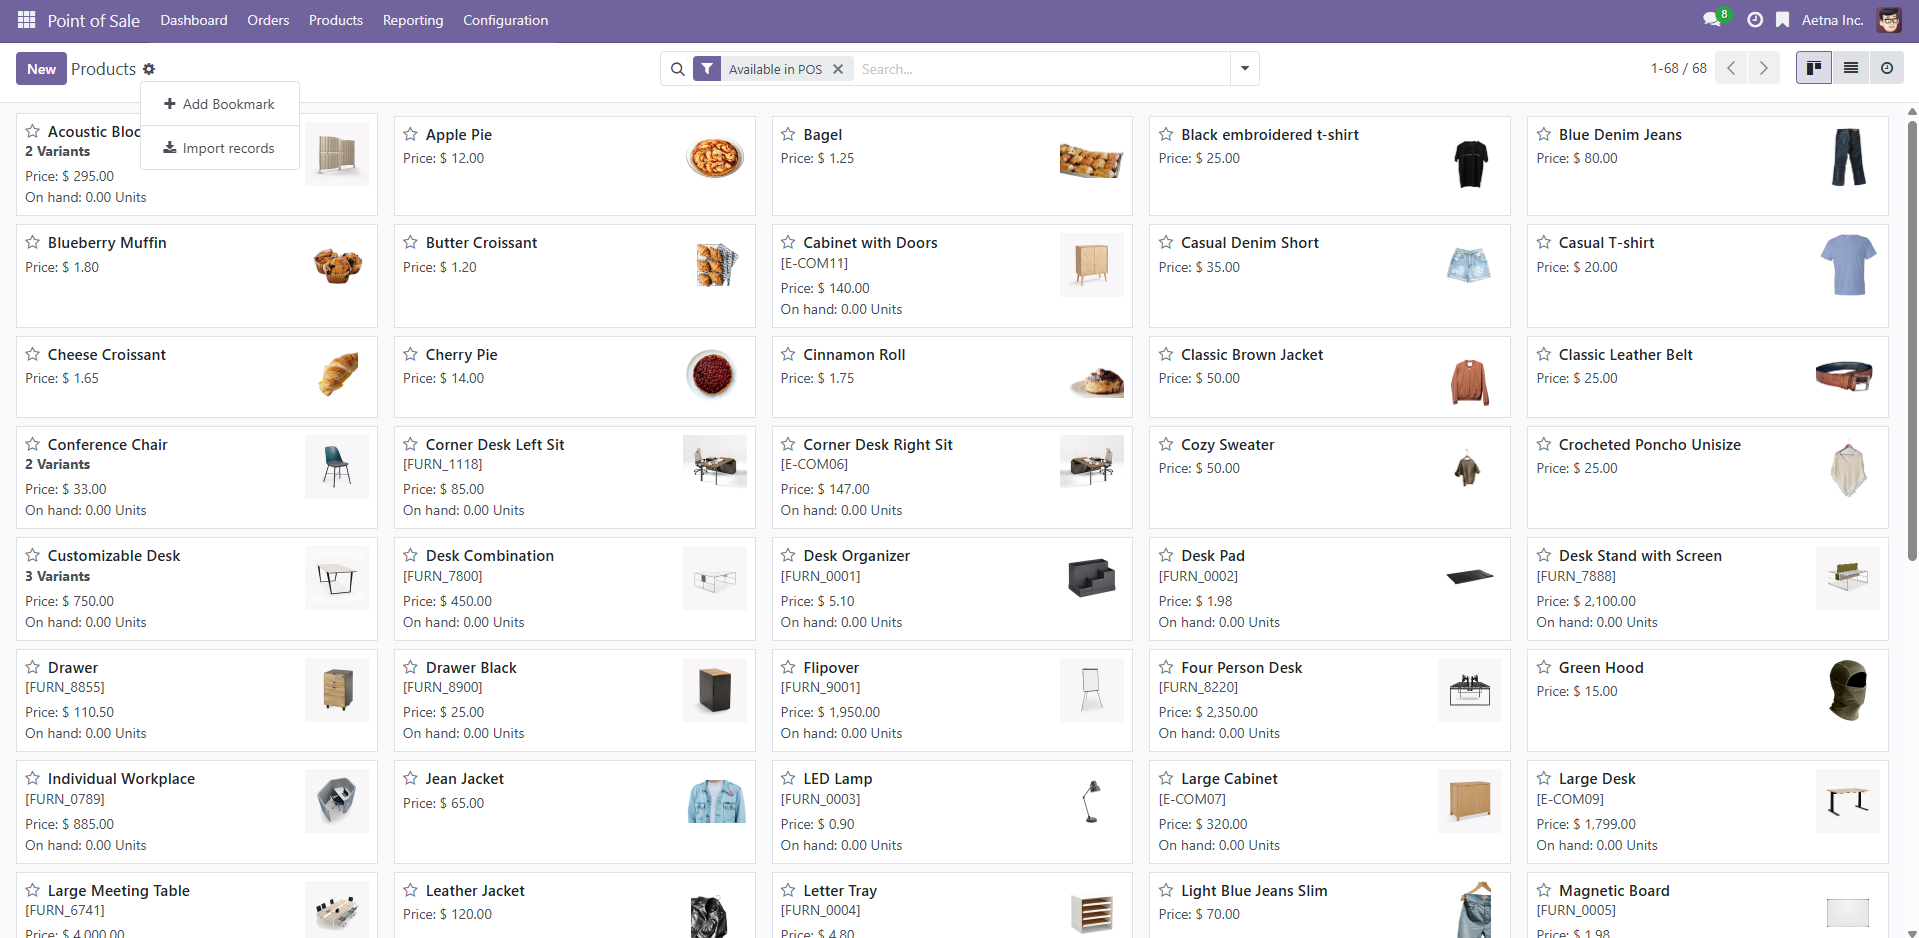 Point of Sale Dashboard Orders Products Reporting Configuration 8 Aetna Inc.
New Products Available in POS Search... 1-68 / 68
Add Bookmark
Import records
Acoustic Bloc
2 Variants
Price: $ 295.00
On hand: 0.00 Units
Apple Pie
Price: $ 12.00
Bagel
Price: $ 1.25
Black embroidered t-shirt
Price: $ 25.00
Blue Denim Jeans
Price: $ 80.00
Blueberry Muffin
Price: $ 1.80
Butter Croissant
Price: $ 1.20
Cabinet with Doors
[E-COM11]
Price: $ 140.00
On hand: 0.00 Units
Casual Denim Short
Price: $ 35.00
Casual T-shirt
Price: $ 20.00
Cheese Croissant
Price: $ 1.65
Cherry Pie
Price: $ 14.00
Cinnamon Roll
Price: $ 1.75
Classic Brown Jacket
Price: $ 50.00
Classic Leather Belt
Price: $ 25.00
Conference Chair
2 Variants
Price: $ 33.00
On hand: 0.00 Units
Corner Desk Left Sit
[FURN_1118]
Price: $ 85.00
On hand: 0.00 Units
Corner Desk Right Sit
[E-COM06]
Price: $ 147.00
On hand: 0.00 Units
Cozy Sweater
Price: $ 50.00
Crocheted Poncho Unisize
Price: $ 25.00
Customizable Desk
3 Variants
Price: $ 750.00
On hand: 0.00 Units
Desk Combination
[FURN_7800]
Price: $ 450.00
On hand: 0.00 Units
Desk Organizer
[FURN_0001]
Price: $ 5.10
On hand: 0.00 Units
Desk Pad
[FURN_0002]
Price: $ 1.98
On hand: 0.00 Units
Desk Stand with Screen
[FURN_7888]
Price: $ 2,100.00
On hand: 0.00 Units
Drawer
[FURN_8855]
Price: $ 110.50
On hand: 0.00 Units
Drawer Black
[FURN_8900]
Price: $ 25.00
On hand: 0.00 Units
Flipover
[FURN_9001]
Price: $ 1,950.00
On hand: 0.00 Units
Four Person Desk
[FURN_8220]
Price: $ 2,350.00
On hand: 0.00 Units
Green Hood
Price: $ 15.00
Individual Workplace
[FURN_0789]
Price: $ 885.00
On hand: 0.00 Units
Jean Jacket
Price: $ 65.00
LED Lamp
[FURN_0003]
Price: $ 0.90
On hand: 0.00 Units
Large Cabinet
[E-COM07]
Price: $ 320.00
On hand: 0.00 Units
Large Desk
[E-COM09]
Price: $ 1,799.00
On hand: 0.00 Units
Large Meeting Table
[FURN_6741]
Price: $ 4,000.00
Leather Jacket
Price: $ 120.00
Letter Tray
[FURN_0004]
Price: $ 4.80
Light Blue Jeans Slim
Price: $ 70.00
Magnetic Board
[FURN_0005]
Price: $ 1.98